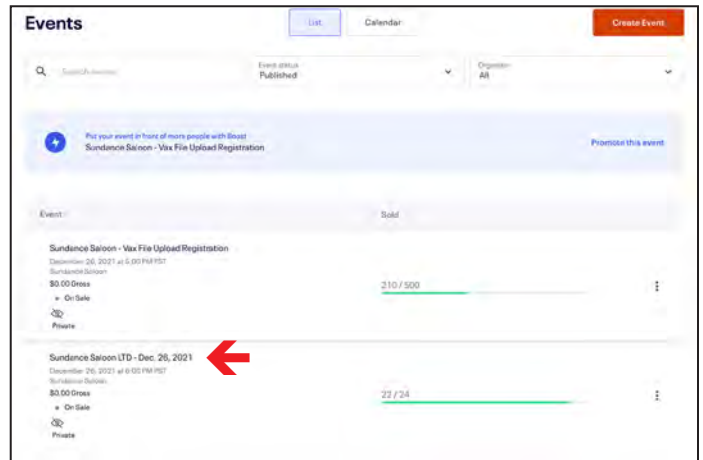 Events
List
Calendar
Create Event
Search events
Event status
Published
Organizer
All
Put your event in front of more people with Boost
Sundance Saloon - Vax File Upload Registration
Promote this event
Event
Sold
Sundance Saloon - Vax File Upload Registration
December 26, 2021 at 5:00 PM PST
Sundance Saloon
$0.00 Gross
On Sale
Private
210 / 500
Sundance Saloon LTD - Dec. 26, 2021
December 26, 2021 at 6:00 PM PST
Sundance Saloon
$0.00 Gross
On Sale
Private
22 / 24